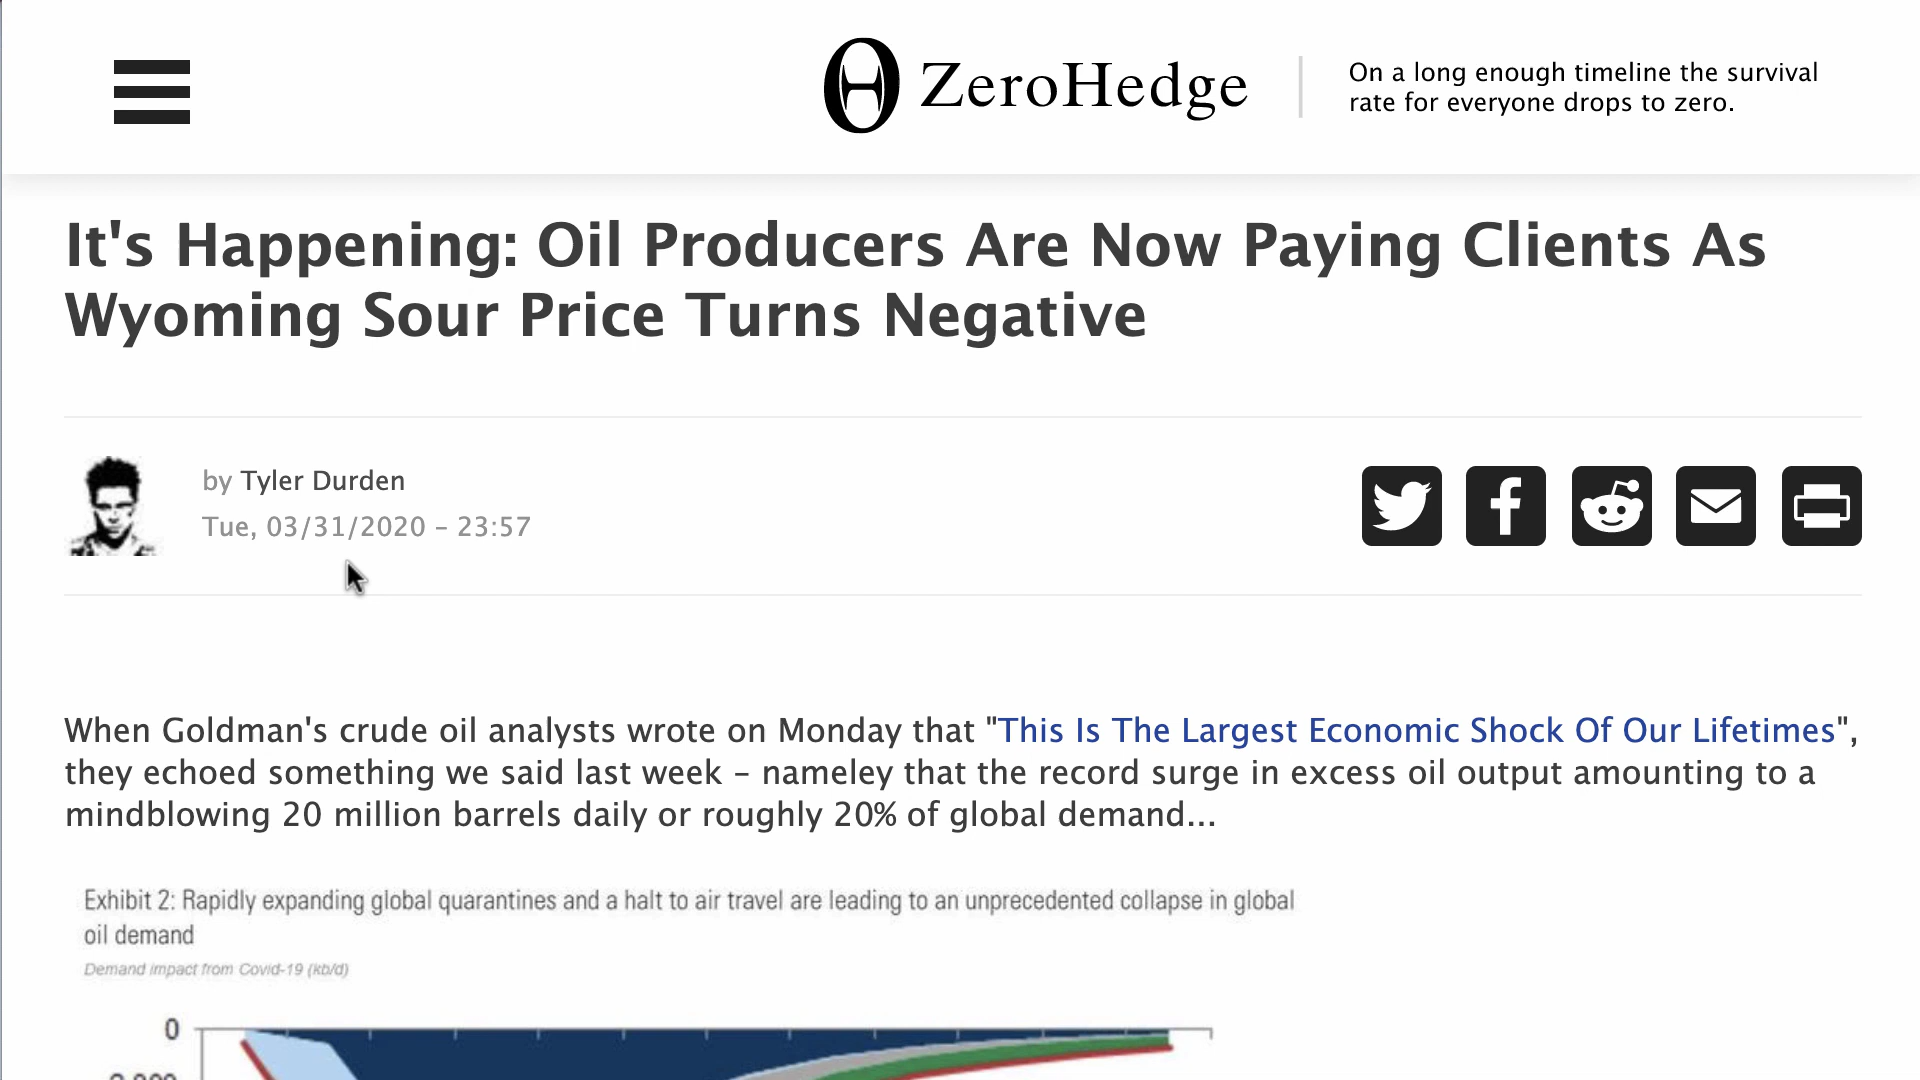 ZeroHedge
On a long enough timeline the survival
rate for everyone drops to zero.
It's Happening: Oil Producers Are Now Paying Clients As
Wyoming Sour Price Turns Negative
by Tyler Durden
Tue, 03/31/2020 - 23:57
When Goldman's crude oil analysts wrote on Monday that "This Is The Largest Economic Shock Of Our Lifetimes",
they echoed something we said last week - nameley that the record surge in excess oil output amounting to a
mindblowing 20 million barrels daily or roughly 20% of global demand...
Exhibit 2: Rapidly expanding global quarantines and a halt to air travel are leading to an unprecedented collapse in global
oil demand
Demand impact from Covid-19 (kb/d)
0